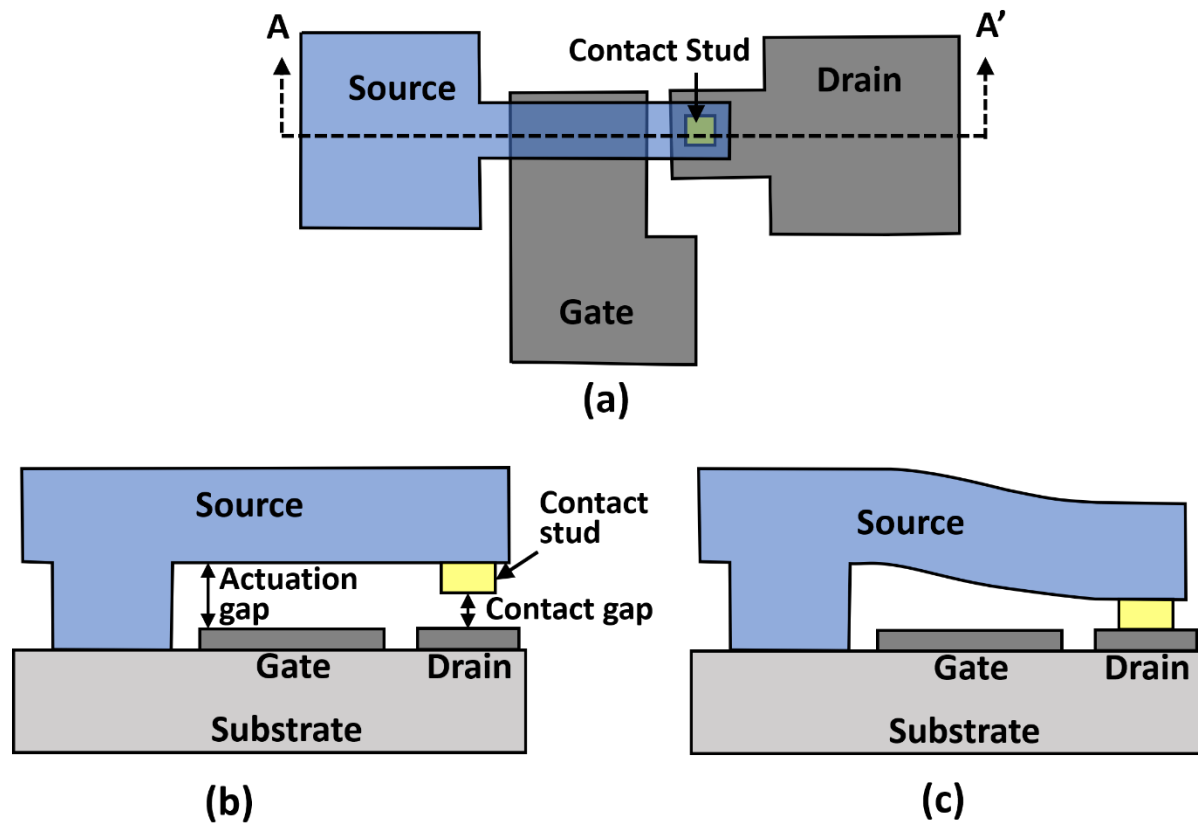 A
A’
Contact Stud
Source
Drain
Gate
(a)
Source
Contact
stud
Actuation
gap
Contact gap
Gate
Drain
Substrate
(b)
Source
Gate
Drain
Substrate
(c)